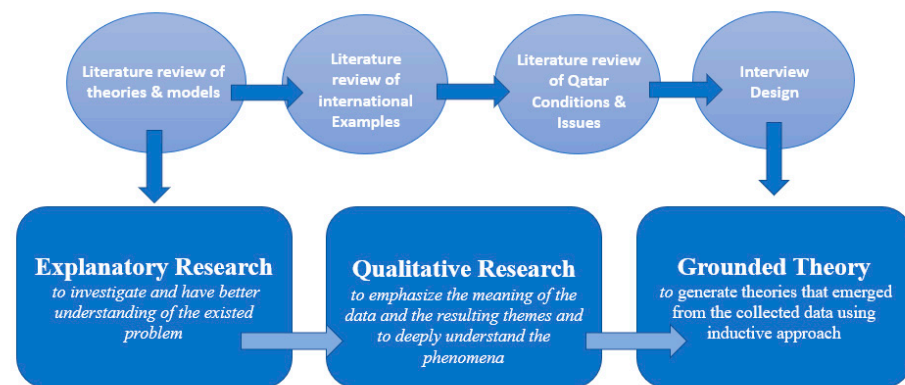 Literature review of
theories & models
Literature
review of
international
Examples
Literature review
of Qatar
Conditions &
Issues
Interview
Design
Explanatory Research
to investigate and have better
understanding of the existed
problem
Qualitative Research
to emphasize the meaning of the
data and the resulting themes and
to deeply understand the
phenomena
Grounded Theory
to generate theories that emerged
from the collected data using
inductive approach